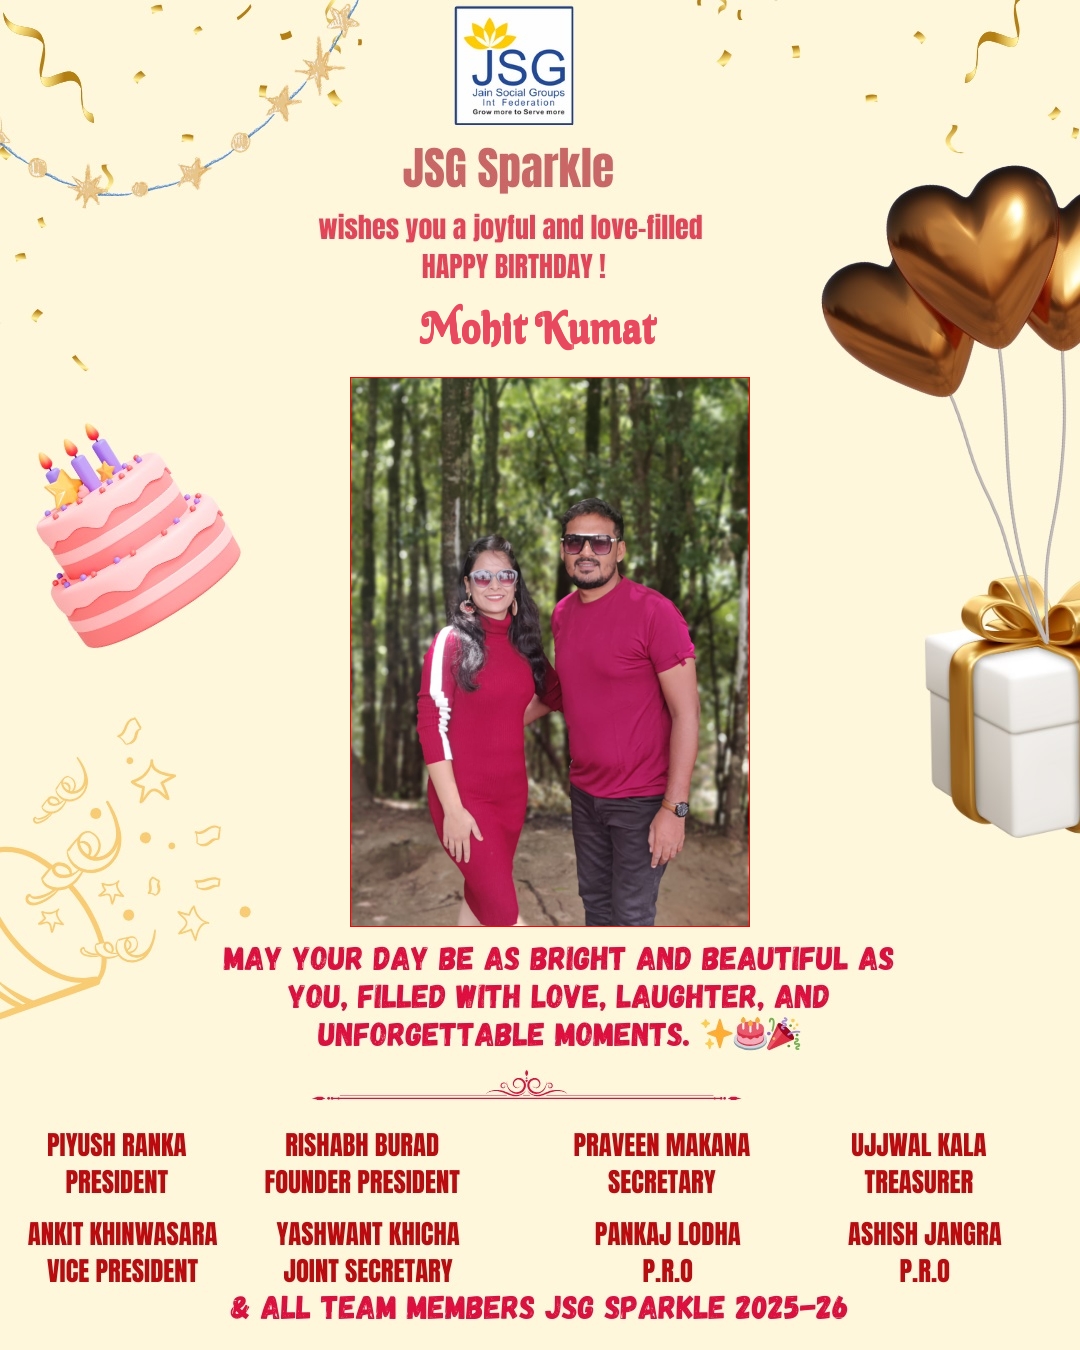 JSG
Jain Social Groups
Int Federation
Grow more to Serve more
JSG Sparkle
wishes you a joyful and love-filled
HAPPY BIRTHDAY !
Mohit Kumat
MAY YOUR DAY BE AS BRIGHT AND BEAUTIFUL AS
YOU, FILLED WITH LOVE, LAUGHTER, AND
UNFORGETTABLE MOMENTS. ✨🎂🎉
PIYUSH RANKA
PRESIDENT
RISHABH BURAD
FOUNDER PRESIDENT
PRAVEEN MAKANA
SECRETARY
UJJWAL KALA
TREASURER
ANKIT KHINWASARA
VICE PRESIDENT
YASHWANT KHICHA
JOINT SECRETARY
PANKAJ LODHA
P.R.O
ASHISH JANGRA
P.R.O
& ALL TEAM MEMBERS JSG SPARKLE 2025-26